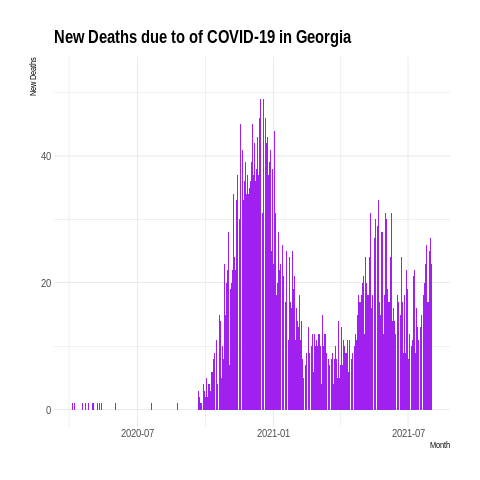 New Deaths due to of COVID-19 in Georgia
New Deaths
40
20
0
2020-07
2021-01
2021-07
Month